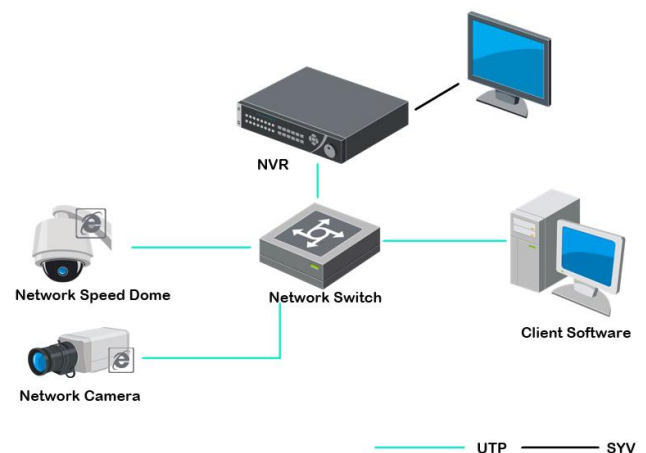 NVR
Network Speed Dome
Network Switch
Client Software
Network Camera
UTP
SYV